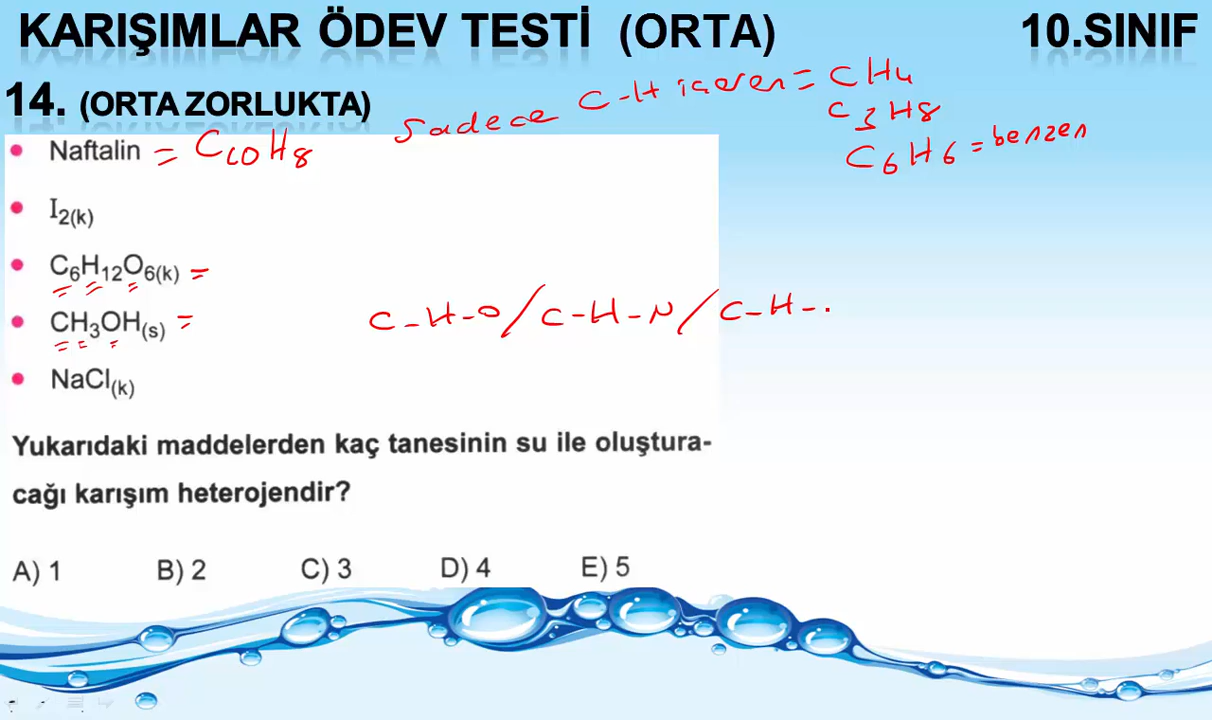 KARIŞIMLAR ÖDEV TESTİ (ORTA) 10.SINIF
14. (ORTA ZORLUKTA)
Sadece C-H içeren = CH₄
C₃H₈
C₆H₆ = benzen
• Naftalin = C₁₀H₈
• I₂(k)
• C₆H₁₂O₆(k) =
• CH₃OH(s) =
C-H-O/C-H-N/C-H-..
• NaCl(k)
Yukarıdaki maddelerden kaç tanesinin su ile oluştura-
cağı karışım heterojendir?
A) 1 B) 2 C) 3 D) 4 E) 5